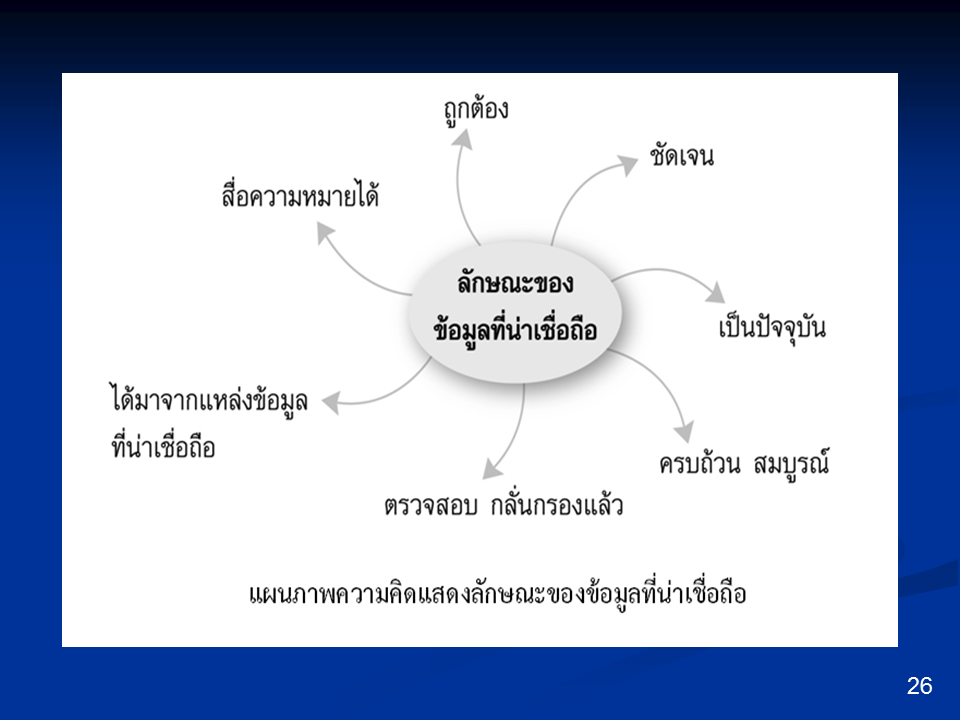 ถูกต้อง
ชัดเจน
สื่อความหมายได้
ลักษณะของ
ข้อมูลที่น่าเชื่อถือ
เป็นปัจจุบัน
ได้มาจากแหล่งข้อมูล
ที่น่าเชื่อถือ
ครบถ้วน สมบูรณ์
ตรวจสอบ กลั่นกรองแล้ว
แผนภาพความคิดแสดงลักษณะของข้อมูลที่น่าเชื่อถือ
26